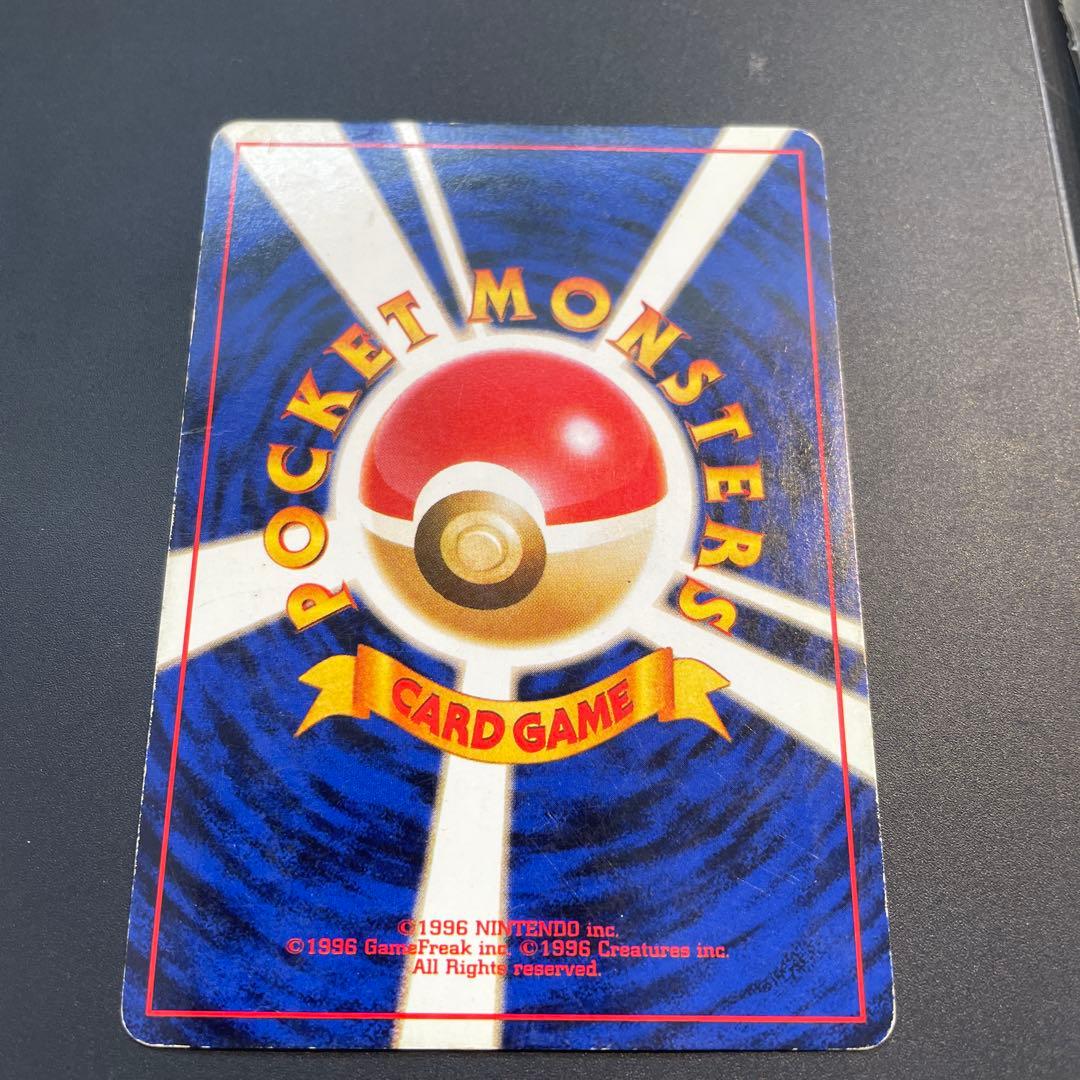 POCKET MONSTERS
CARD GAME
©1996 NINTENDO inc.
©1996 GameFreak inc. ©1996 Creatures inc.
All Rights reserved.